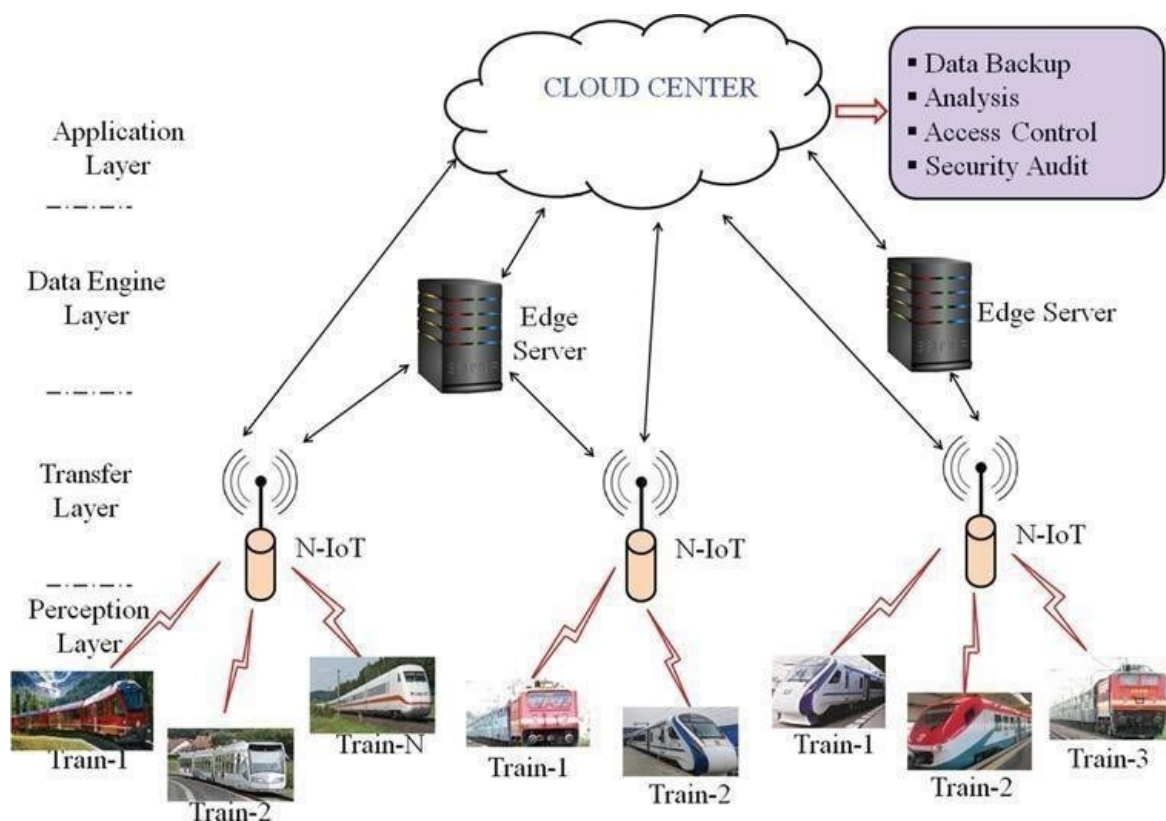 CLOUD CENTER
▪ Data Backup
▪ Analysis
▪ Access Control
▪ Security Audit
Application
Layer
Data Engine
Layer
Edge
Server
Edge Server
Transfer
Layer
N-IoT
N-IoT
N-IoT
Perception
Layer
Train-1
Train-2
Train-N
Train-1
Train-2
Train-1
Train-2
Train-3